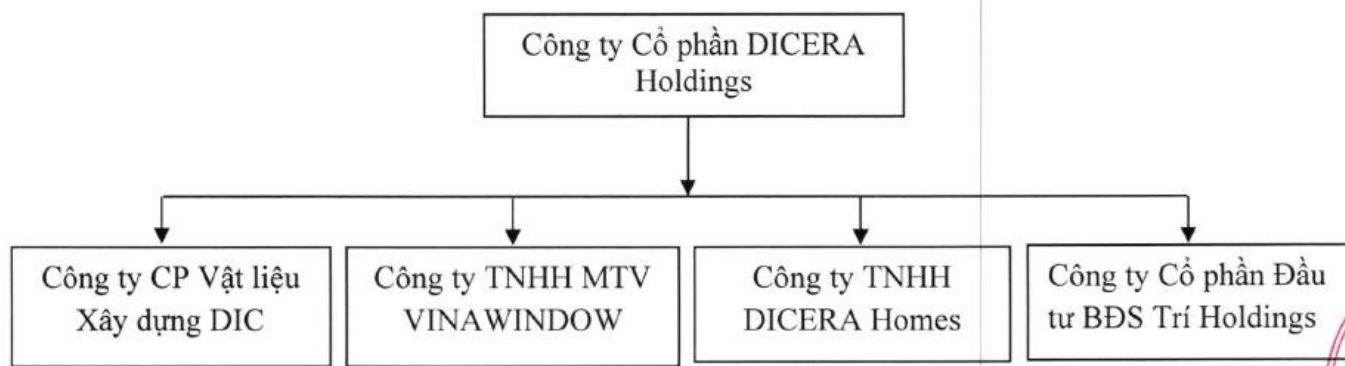 Công ty Cổ phần DICERA
Holdings
Công ty CP Vật liệu
Xây dựng DIC
Công ty TNHH MTV
VINAWINDOW
Công ty TNHH
DICERA Homes
Công ty Cổ phần Đầu
tư BĐS Trí Holdings